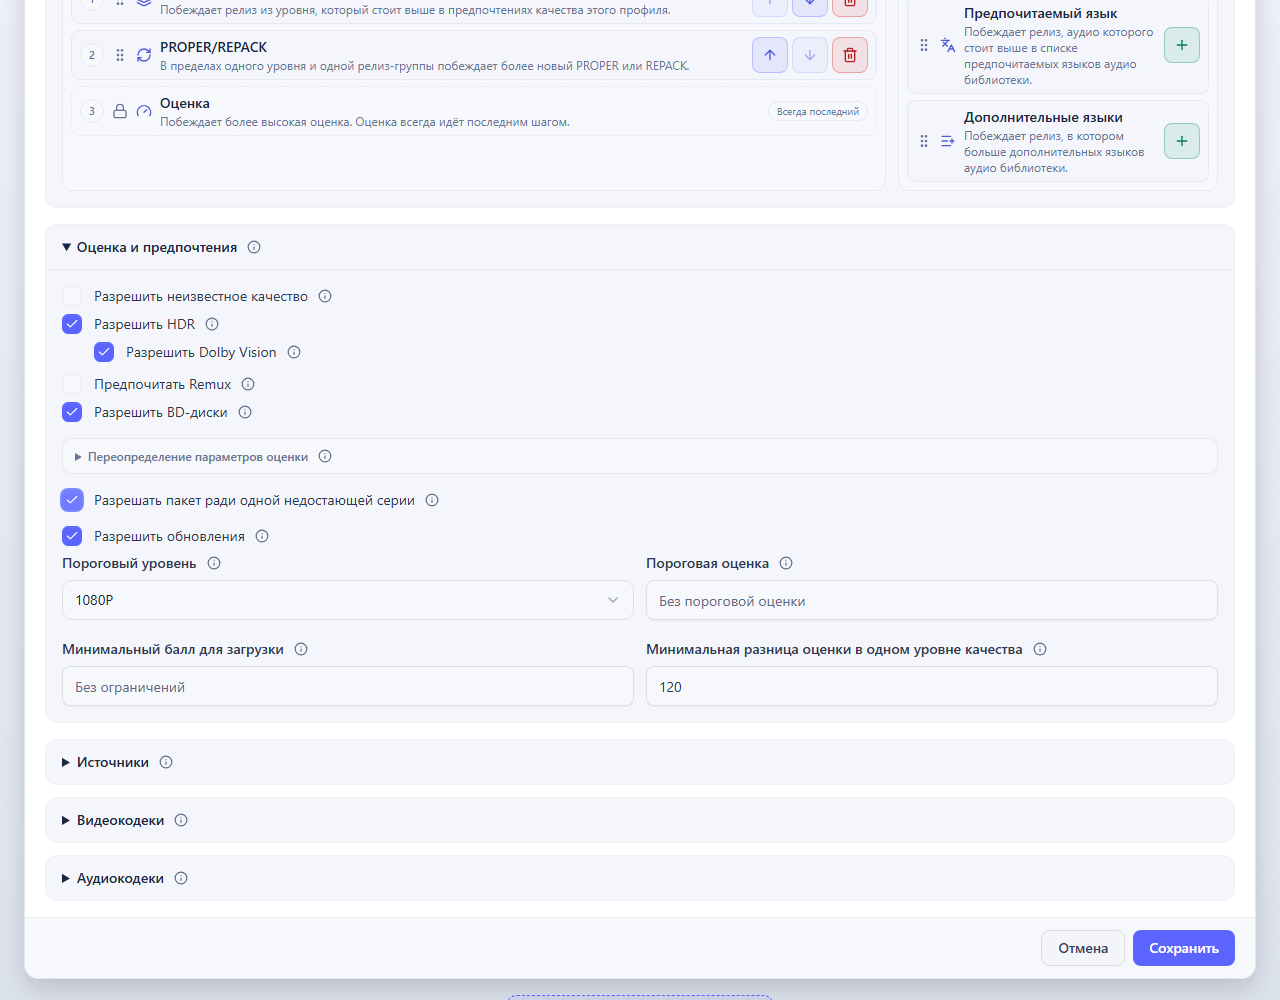 Побеждает релиз из уровня, который стоит выше в предпочтениях качества этого профиля.
2
PROPER/REPACK
В пределах одного уровня и одной релиз-группы побеждает более новый PROPER или REPACK.
3
Оценка
Побеждает более высокая оценка. Оценка всегда идёт последним шагом.
Всегда последний
Предпочитаемый язык
Побеждает релиз, аудио которого
стоит выше в списке
предпочитаемых языков аудио
библиотеки.
Дополнительные языки
Побеждает релиз, в котором
больше дополнительных языков
аудио библиотеки.
Оценка и предпочтения
Разрешить неизвестное качество
Разрешить HDR
Разрешить Dolby Vision
Предпочитать Remux
Разрешить BD-диски
Переопределение параметров оценки
Разрешать пакет ради одной недостающей серии
Разрешить обновления
Пороговый уровень
Пороговая оценка
1080P
Без пороговой оценки
Минимальный балл для загрузки
Минимальная разница оценки в одном уровне качества
Без ограничений
120
Источники
Видеокодеки
Аудиокодеки
Отмена
Сохранить